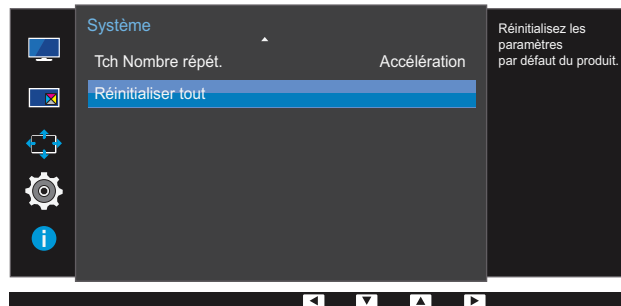 Système
Tch Nombre répét. Accélération
Réinitialiser tout
Réinitialisez les
paramètres
par défaut du produit.